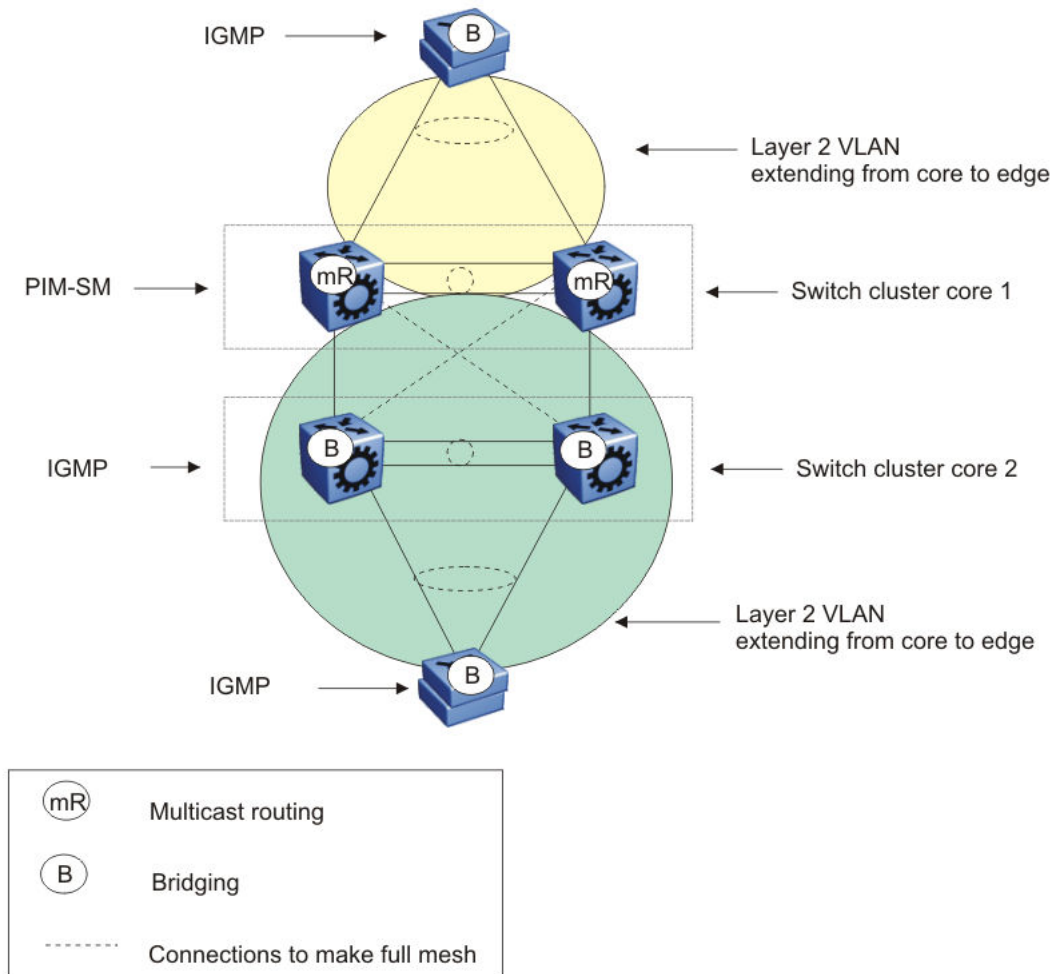 IGMP
B
Layer 2 VLAN
extending from core to edge
PIM-SM
mR
mR
Switch cluster core 1
IGMP
B
B
Switch cluster core 2
Layer 2 VLAN
extending from core to edge
IGMP
B
mR
Multicast routing
B
Bridging
Connections to make full mesh